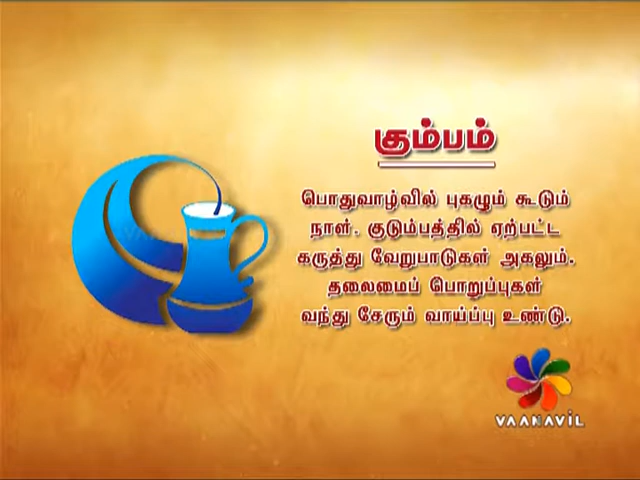 கும்பம்
பொதுவாழ்வில் புகழும் கூடும்
நாள். குடும்பத்தில் ஏற்பட்ட
கருத்து வேறுபாடுகள் அகலும்.
தலைமைப் பொறுப்புகள்
வந்து சேரும் வாய்ப்பு உண்டு.
VAANAViL